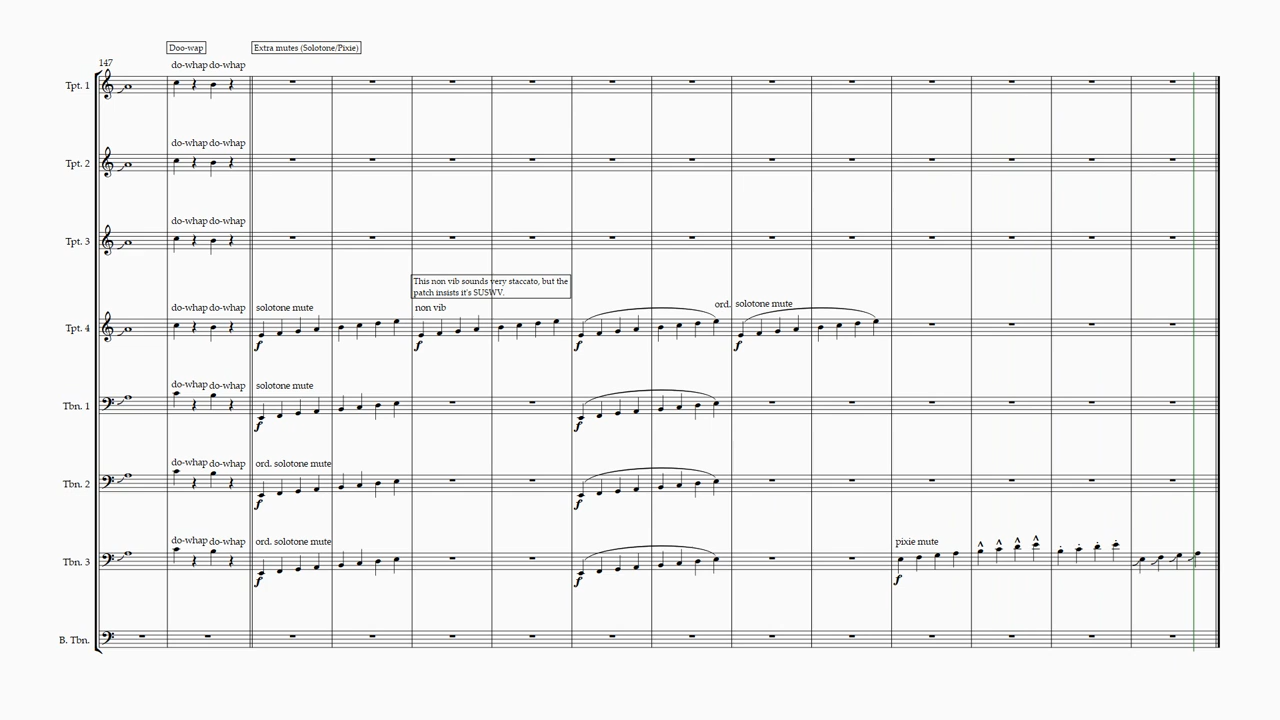 Doo-wap
Extra mutes (Solotone/Pixie)
147
do-whap do-whap
Tpt. 1
do-whap do-whap
Tpt. 2
do-whap do-whap
Tpt. 3
This non vib sounds very staccato, but the
patch insists it's SUSWV.
do-whap do-whap
solotone mute
non vib
ord.
solotone mute
Tpt. 4
f
f
f
f
do-whap do-whap
solotone mute
Tbn. 1
f
f
do-whap do-whap
ord. solotone mute
Tbn. 2
f
f
do-whap do-whap
ord. solotone mute
pixie mute
Tbn. 3
f
f
f
B. Tbn.